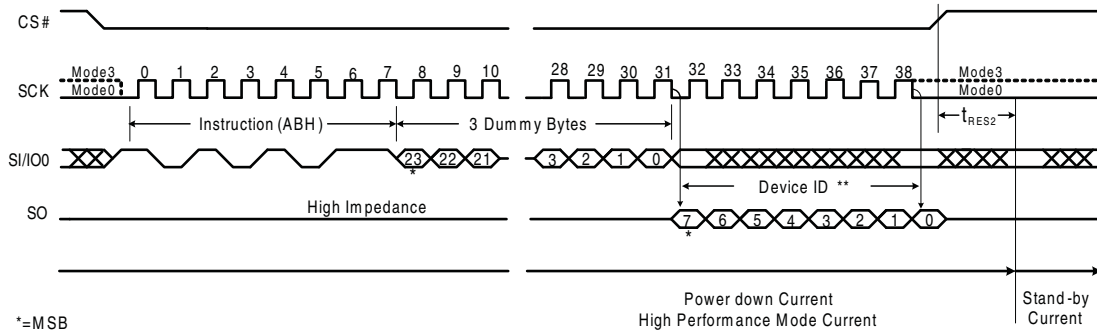 CS#
Mode3 0 1 2 3 4 5 6 7 8 9 10 28 29 30 31 32 33 34 35 36 37 38 Mode3
SCK Mode0 Mode0
Instruction (ABH) 3 Dummy Bytes tRES2
SI/IO0 23 22 21 3 2 1 0
*
Device ID **
High Impedance
SO 7 6 5 4 3 2 1 0
*
Power down Current Stand-by
High Performance Mode Current Current
*=MSB